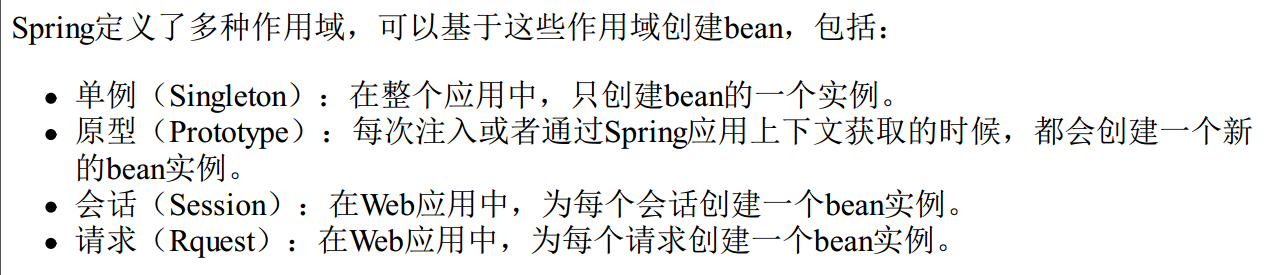 Spring定义了多种作用域，可以基于这些作用域创建bean，包括：
• 单例（Singleton）：在整个应用中，只创建bean的一个实例。
• 原型（Prototype）：每次注入或者通过Spring应用上下文获取的时候，都会创建一个新
的bean实例。
• 会话（Session）：在Web应用中，为每个会话创建一个bean实例。
• 请求（Rquest）：在Web应用中，为每个请求创建一个bean实例。